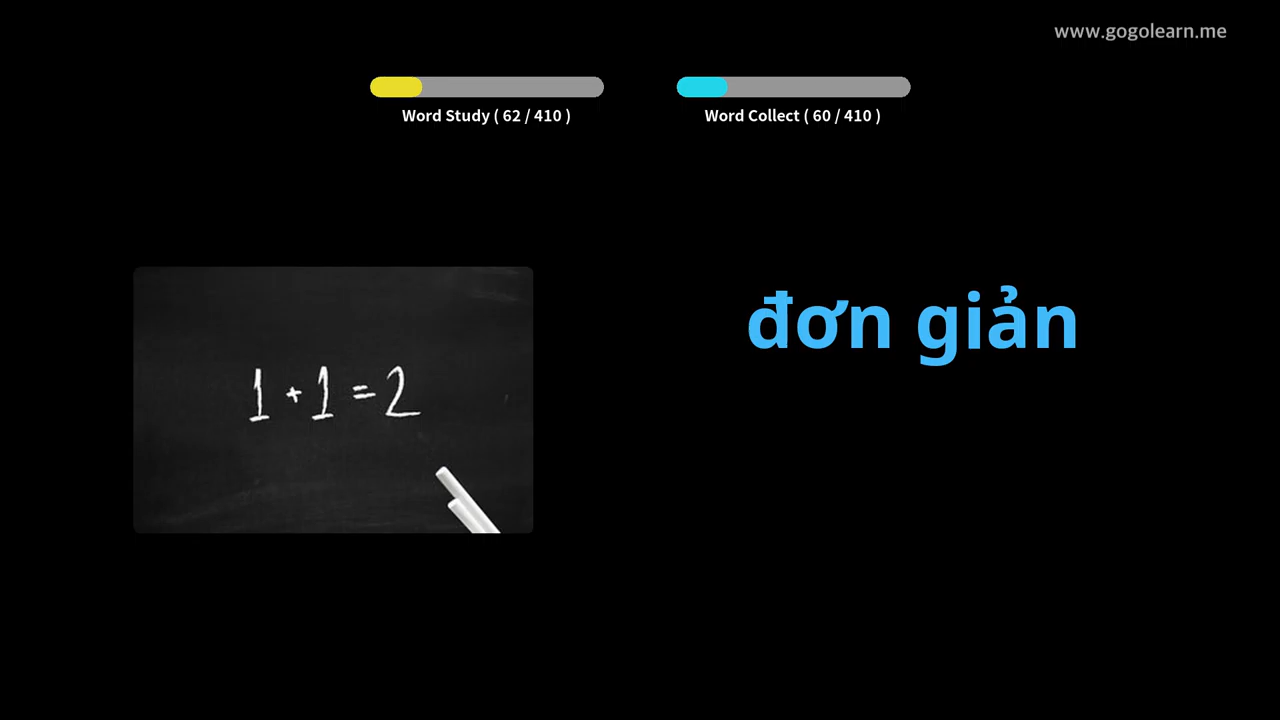 www.gogolearn.me
Word Study ( 62 / 410 )
Word Collect ( 60 / 410 )
đơn giản
1 + 1 = 2